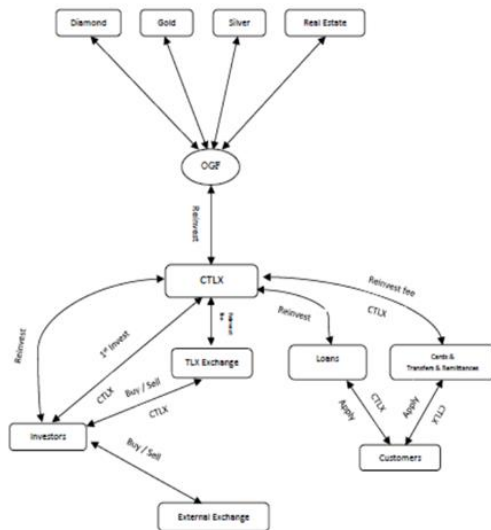 Diamond
Gold
Silver
Real Estate
OGF
Reinvest
CTLX
Reinvest fee
CTLX
Reinvest
Reinvest
1st Invest
CTLX
TLX Exchange
Buy / Sell
CTLX
Loans
Cards &
Transfers & Remittances
Apply
CTLX
Apply
CTLX
Investors
Customers
Buy / Sell
External Exchange